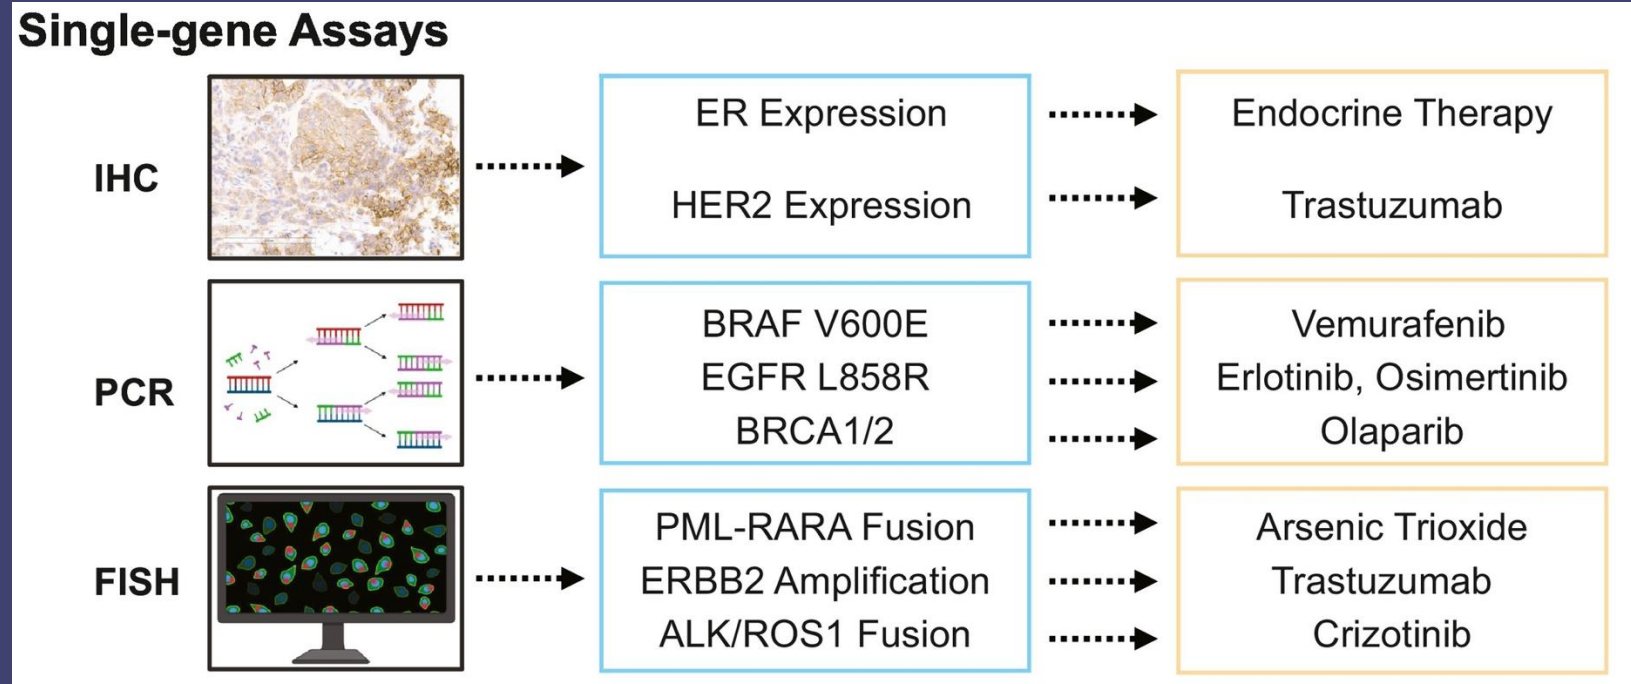 Single-gene Assays
IHC
ER Expression
Endocrine Therapy
HER2 Expression
Trastuzumab
PCR
BRAF V600E
Vemurafenib
EGFR L858R
Erlotinib, Osimertinib
BRCA1/2
Olaparib
FISH
PML-RARA Fusion
Arsenic Trioxide
ERBB2 Amplification
Trastuzumab
ALK/ROS1 Fusion
Crizotinib